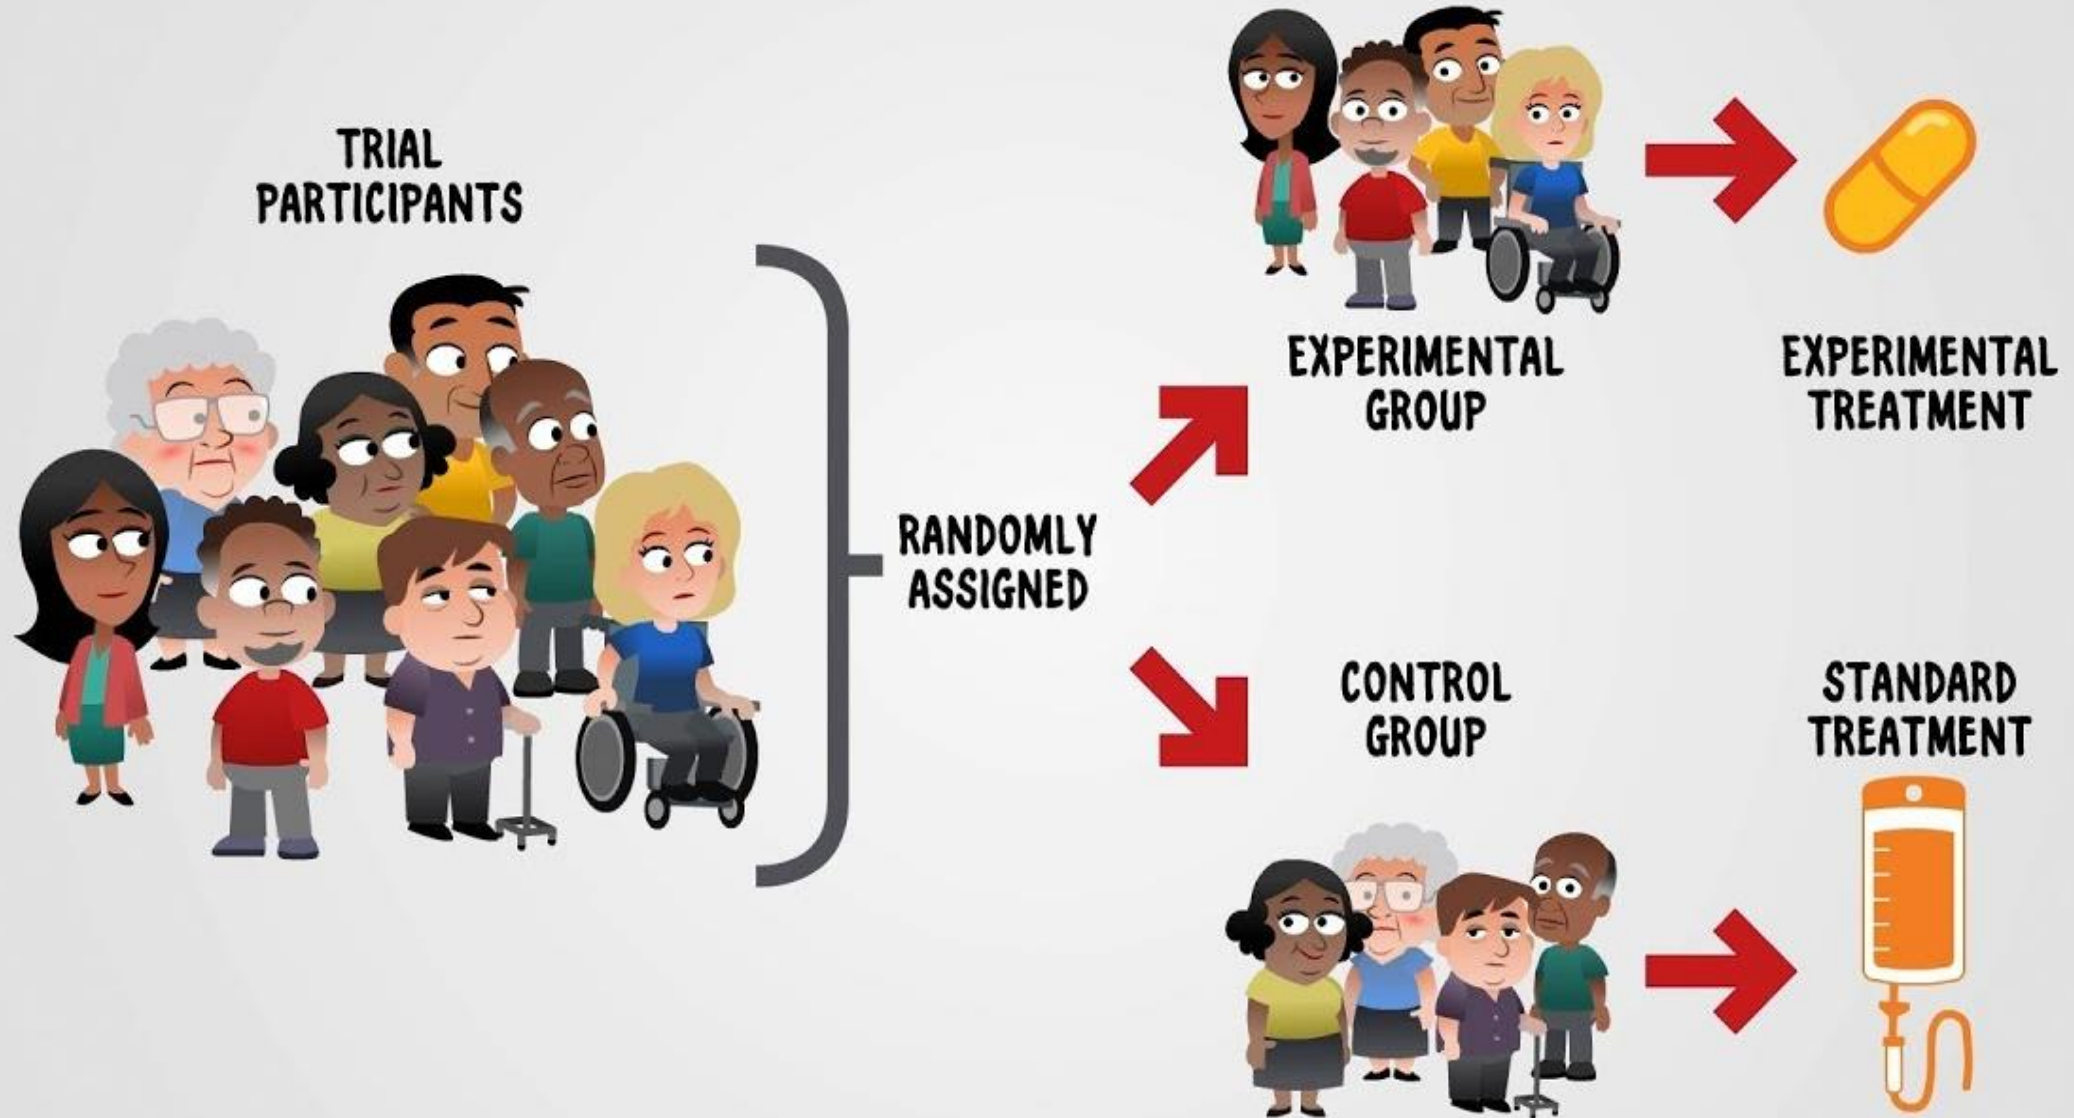 TRIAL
PARTICIPANTS
RANDOMLY
ASSIGNED
EXPERIMENTAL
GROUP
EXPERIMENTAL
TREATMENT
CONTROL
GROUP
STANDARD
TREATMENT